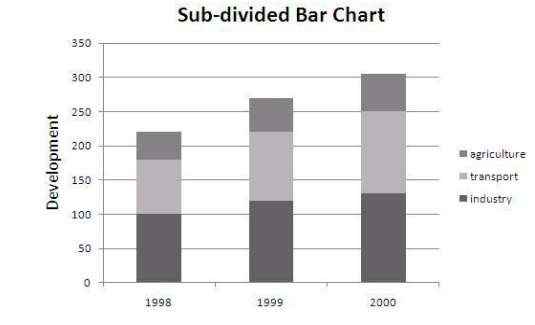 Sub-divided Bar Chart
350
300
250
200
150
100
50
0
Development
1998
1999
2000
agriculture
transport
industry